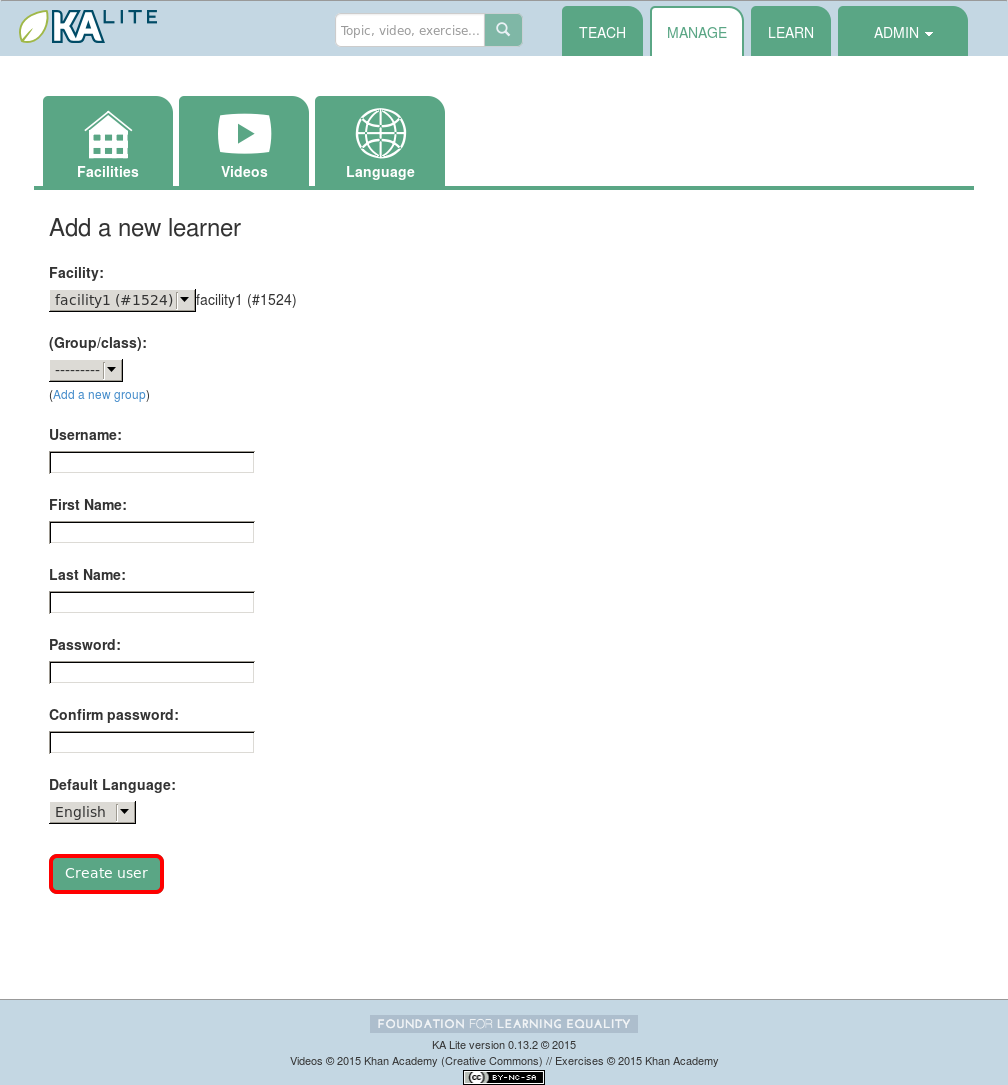 KA LITE
Topic, video, exercise...
TEACH
MANAGE
LEARN
ADMIN
Facilities
Videos
Language
Add a new learner
Facility:
facility1 (#1524) facility1 (#1524)
(Group/class):
---------
(Add a new group)
Username:
First Name:
Last Name:
Password:
Confirm password:
Default Language:
English
Create user
FOUNDATION FOR LEARNING EQUALITY
KA Lite version 0.13.2 © 2015
Videos © 2015 Khan Academy (Creative Commons) // Exercises © 2015 Khan Academy
cc BY-NC-SA